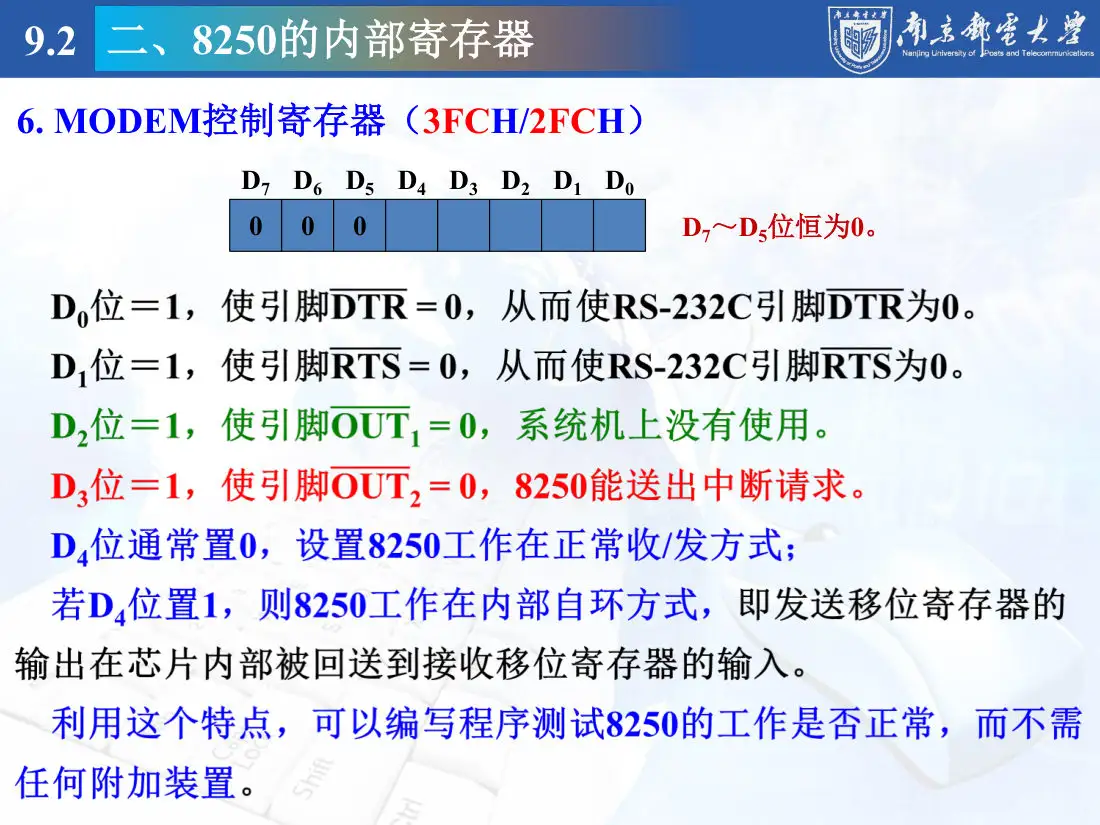 9.2 二、8250的内部寄存器
南京邮电大学
Nanjing University of Posts and Telecommunications
6. MODEM控制寄存器（3FCH/2FCH）
D7 D6 D5 D4 D3 D2 D1 D0
0 0 0
D7～D5位恒为0。
D0位＝1，使引脚D̅T̅R̅ = 0，从而使RS-232C引脚D̅T̅R̅为0。
D1位＝1，使引脚R̅T̅S̅ = 0，从而使RS-232C引脚R̅T̅S̅为0。
D2位＝1，使引脚O̅U̅T̅1 = 0，系统机上没有使用。
D3位＝1，使引脚O̅U̅T̅2 = 0，8250能送出中断请求。
D4位通常置0，设置8250工作在正常收/发方式；
若D4位置1，则8250工作在内部自环方式，即发送移位寄存器的
输出在芯片内部被回送到接收移位寄存器的输入。
利用这个特点，可以编写程序测试8250的工作是否正常，而不需
任何附加装置。
Shift
Ctrl